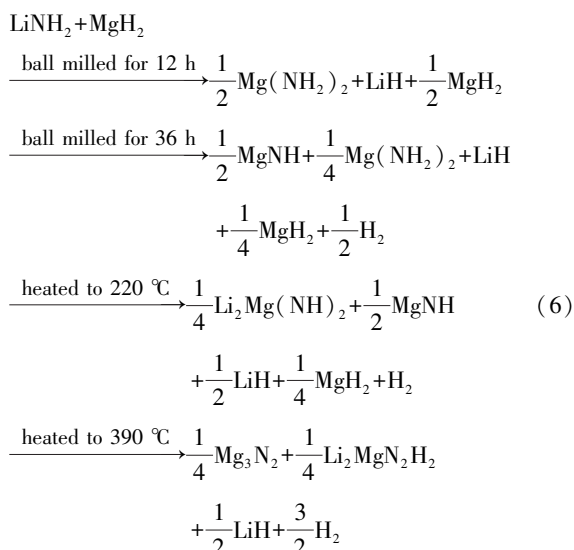 LiNH₂+MgH₂
ball milled for 12 h → 1/2 Mg(NH₂)₂+LiH+1/2 MgH₂
ball milled for 36 h → 1/2 MgNH+1/4 Mg(NH₂)₂+LiH
+1/4 MgH₂+1/2 H₂
heated to 220 ℃ → 1/4 Li₂Mg(NH)₂+1/2 MgNH (6)
+1/2 LiH+1/4 MgH₂+H₂
heated to 390 ℃ → 1/4 Mg₃N₂+1/4 Li₂MgN₂H₂
+1/2 LiH+3/2 H₂